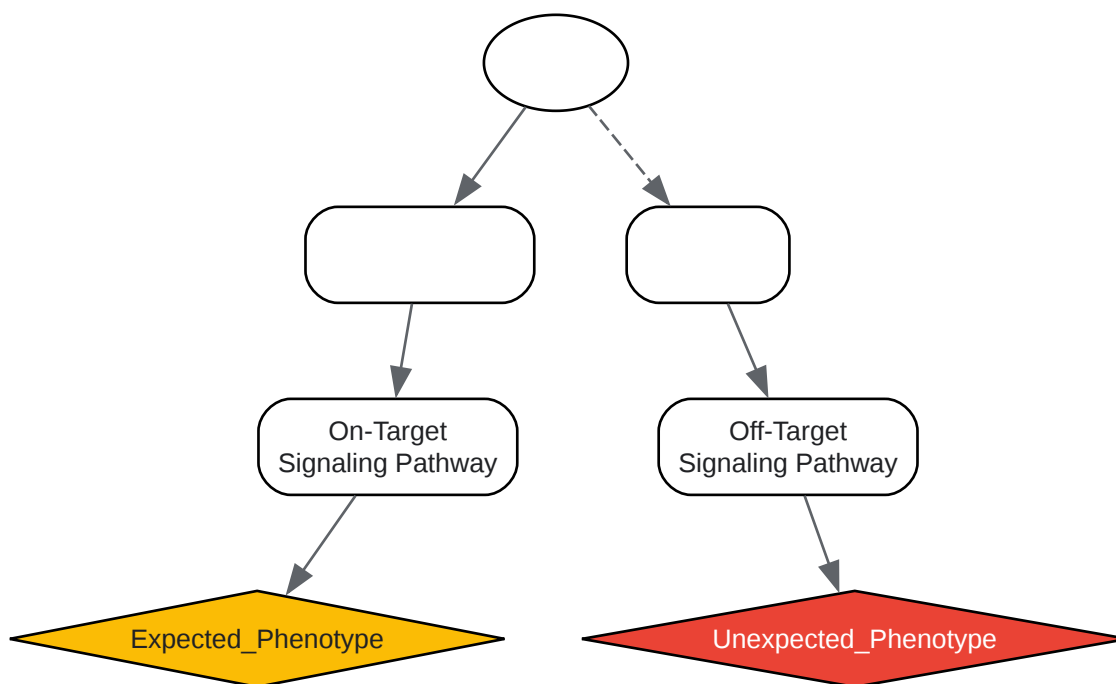 On-Target
Signaling Pathway
Off-Target
Signaling Pathway
Expected_Phenotype
Unexpected_Phenotype